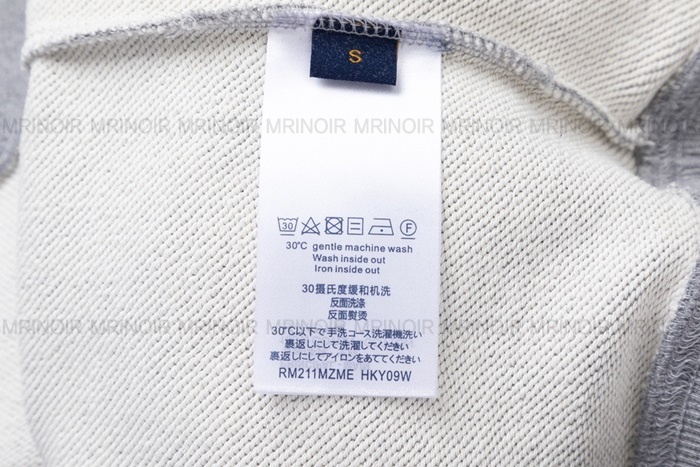 S
MRINOIR MRINOIR MRINOIR MRINOIR MRINOIR MRINOIR MRINOIR MRINOIR
30 F
30℃ gentle machine wash
Wash inside out
Iron inside out
30摄氏度缓和机洗
反面洗涤
反面熨烫
MRINOIR MRINOIR MRINOIR MRINOIR MRINOIR MRINOIR MRINOIR MRINOIR
30℃以下で手洗コース洗濯機洗い
裏返しにして洗濯してください
裏返しにしてアイロンをあててください
RM211MZME HKY09W